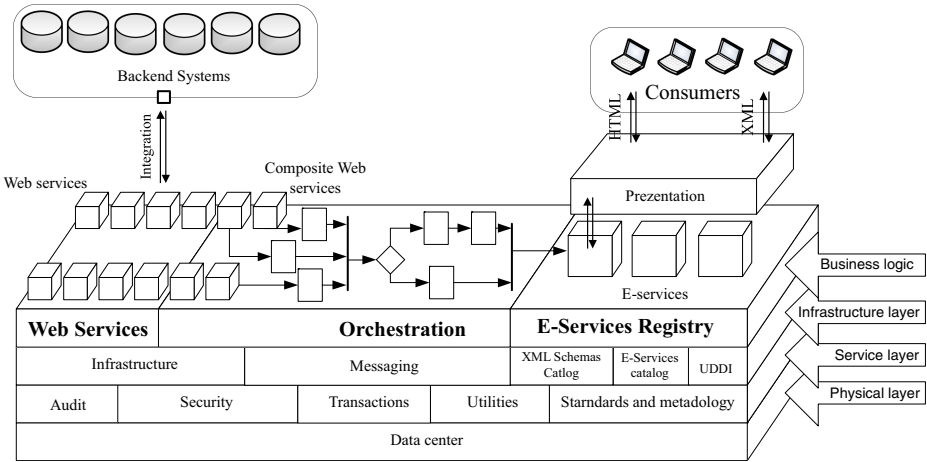 Backend Systems
Consumers
Integration
HTML
XML
Web services
Composite Web
services
Prezentation
E-services
Business logic
Infrastructure layer
Service layer
Physical layer
Web Services
Orchestration
E-Services Registry
Infrastructure
Messaging
XML Schemas
Catlog
E-Services
catalog
UDDI
Audit
Security
Transactions
Utilities
Starndards and metadology
Data center